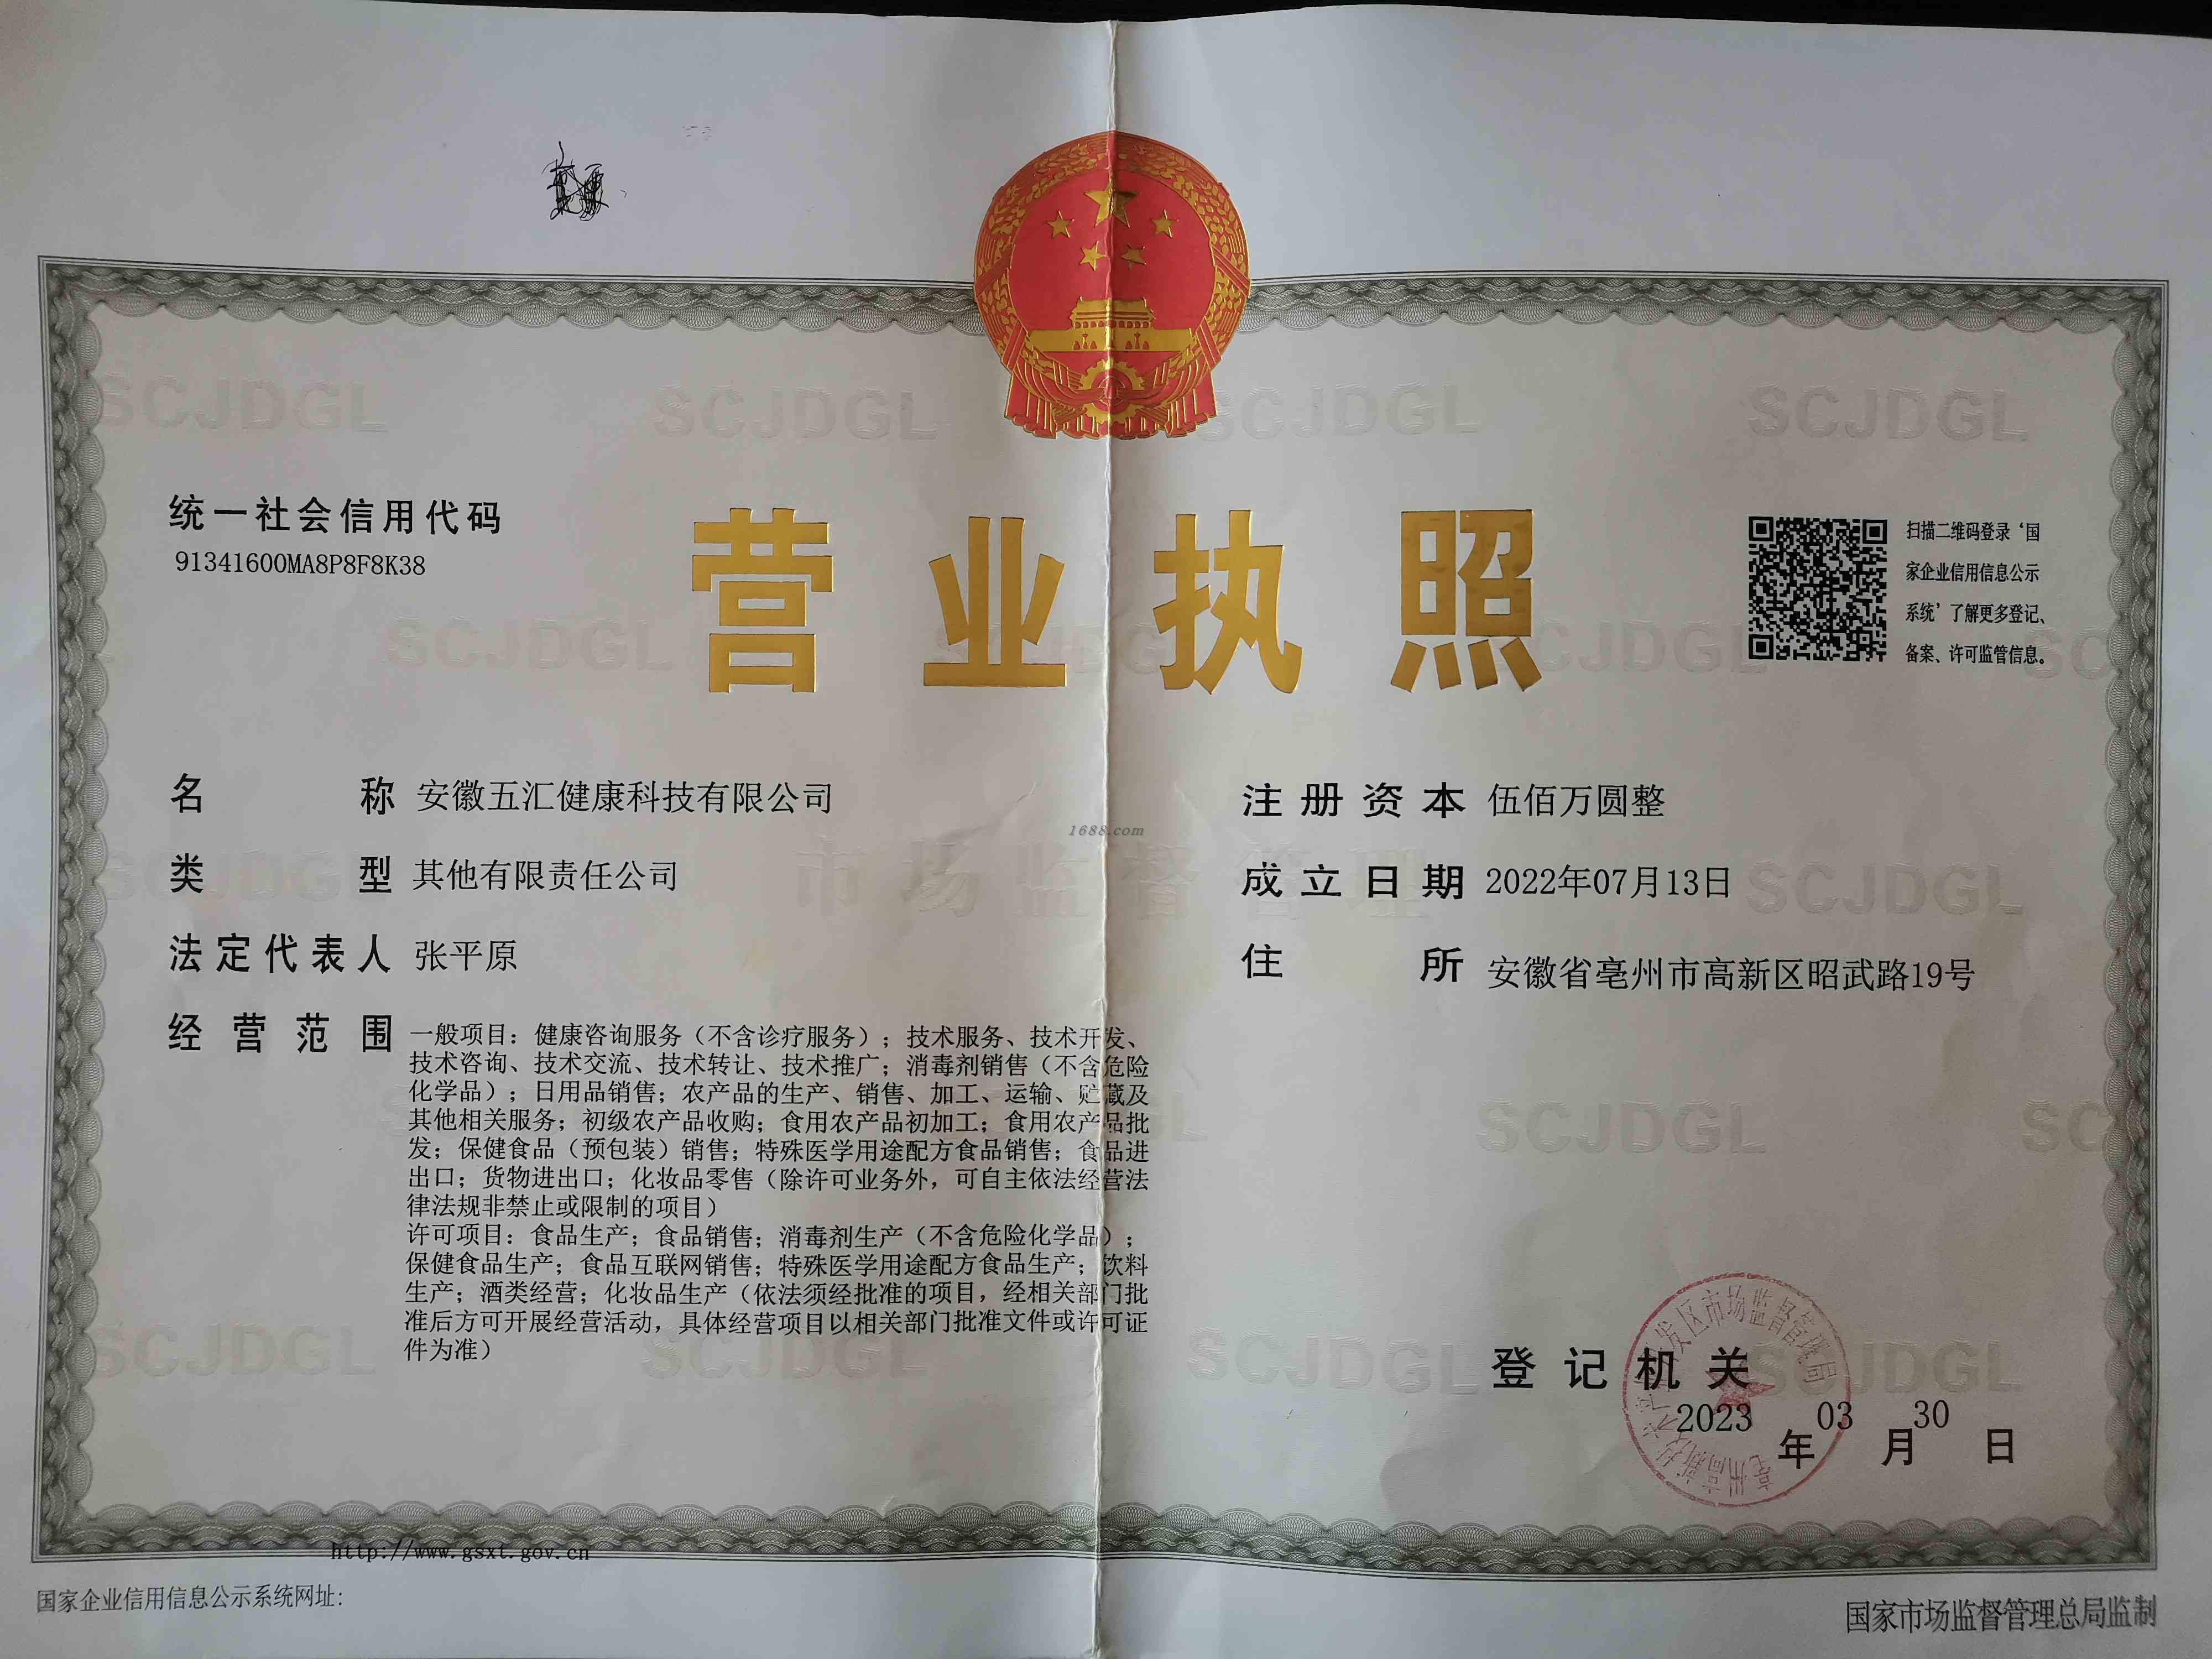 统一社会信用代码
91341600MA8P8F8K38
营业执照
扫描二维码登录‘国
家企业信用信息公示
系统’了解更多登记、
备案、许可监管信息。
名称 安徽五汇健康科技有限公司
类型 其他有限责任公司
法定代表人 张平原
经营范围 一般项目：健康咨询服务（不含诊疗服务）；技术服务、技术开发、
技术咨询、技术交流、技术转让、技术推广；消毒剂销售（不含危险
化学品）；日用品销售；农产品的生产、销售、加工、运输、贮藏及
其他相关服务；初级农产品收购；食用农产品初加工；食用农产品批
发；保健食品（预包装）销售；特殊医学用途配方食品销售；食品进
出口；货物进出口；化妆品零售（除许可业务外，可自主依法经营法
律法规非禁止或限制的项目）
许可项目：食品生产；食品销售；消毒剂生产（不含危险化学品）；
保健食品生产；食品互联网销售；特殊医学用途配方食品生产；饮料
生产；酒类经营；化妆品生产（依法须经批准的项目，经相关部门批
准后方可开展经营活动，具体经营项目以相关部门批准文件或许可证
件为准）
注册资本 伍佰万圆整
成立日期 2022年07月13日
住所 安徽省亳州市高新区昭武路19号
1688.com
市场监督管理
SCJDGL
登记机关
2023年03月30日
http://www.gsxt.gov.cn
国家企业信用信息公示系统网址：
国家市场监督管理总局监制